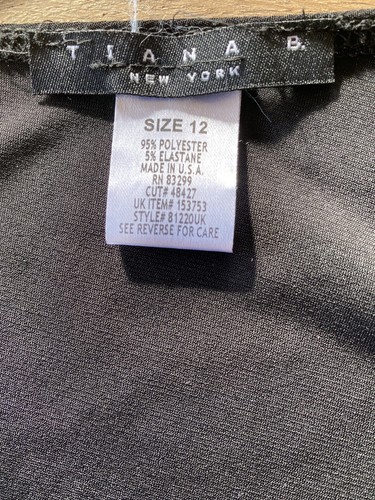 TIANA B.
NEW YORK
SIZE 12
95% POLYESTER
5% ELASTANE
MADE IN U.S.A.
RN 83299
CUT# 48427
UK ITEM# 153753
STYLE# 81220UK
SEE REVERSE FOR CARE